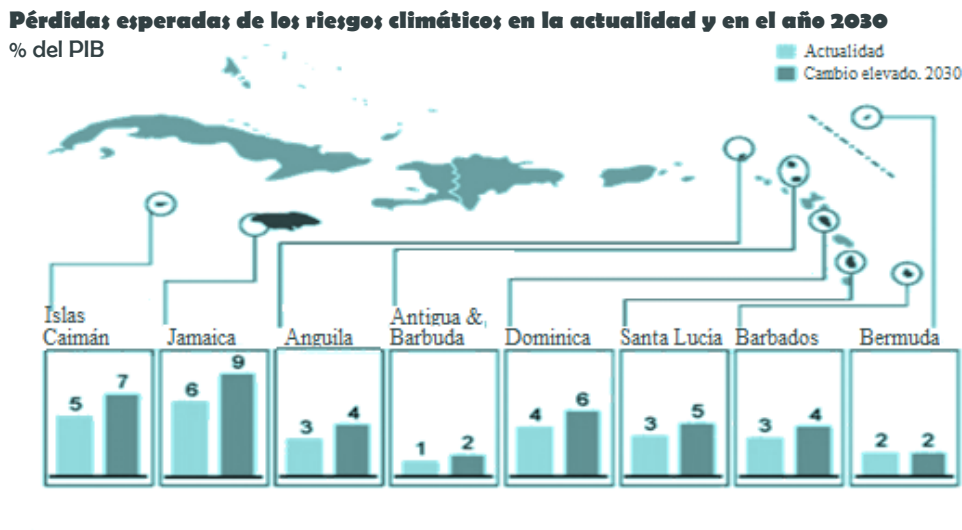 Pérdidas esperadas de los riesgos climáticos en la actualidad y en el año 2030
% del PIB
Actualidad
Cambio elevado. 2030
Islas
Caimán
Jamaica
Anguila
Antigua &
Barbuda
Dominica
Santa Lucia
Barbados
Bermuda
5 7
6 9
3 4
1 2
4 6
3 5
3 4
2 2